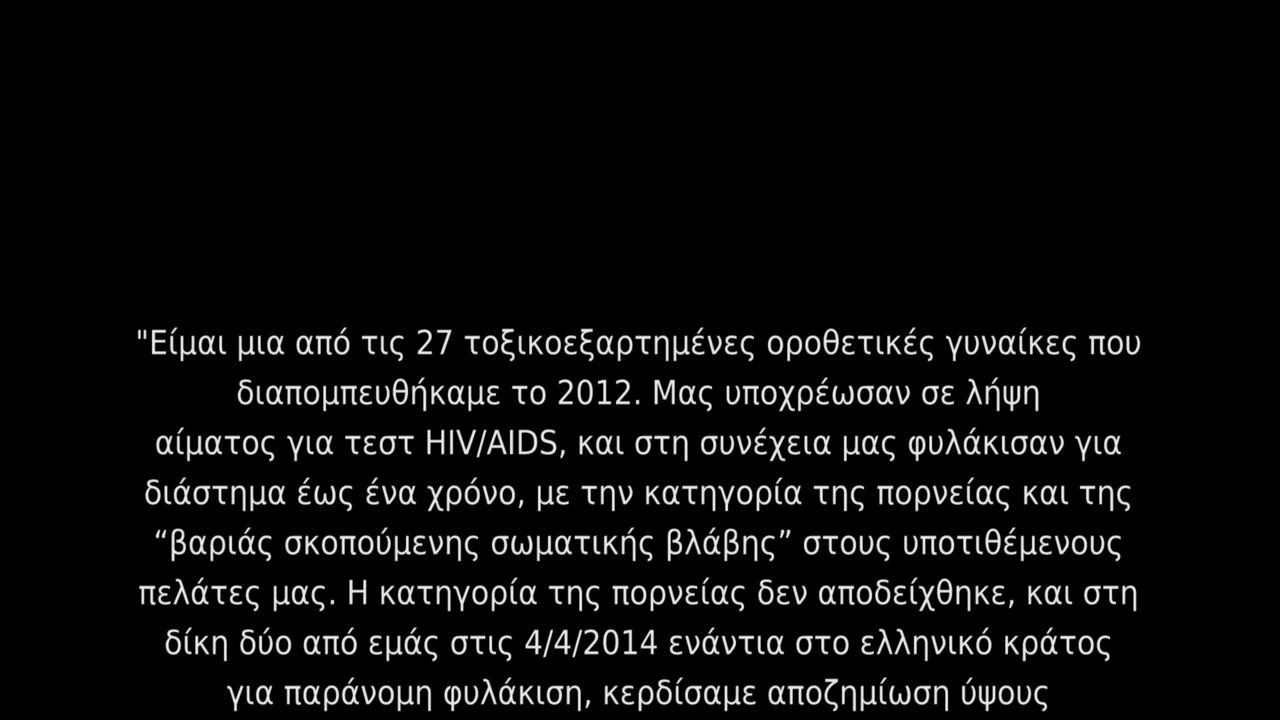 "Είμαι μια από τις 27 τοξικοεξαρτημένες οροθετικές γυναίκες που
διαπομπευθήκαμε το 2012. Μας υποχρέωσαν σε λήψη
αίματος για τεστ HIV/AIDS, και στη συνέχεια μας φυλάκισαν για
διάστημα έως ένα χρόνο, με την κατηγορία της πορνείας και της
“βαριάς σκοπούμενης σωματικής βλάβης” στους υποτιθέμενους
πελάτες μας. Η κατηγορία της πορνείας δεν αποδείχθηκε, και στη
δίκη δύο από εμάς στις 4/4/2014 ενάντια στο ελληνικό κράτος
για παράνομη φυλάκιση, κερδίσαμε αποζημίωση ύψους